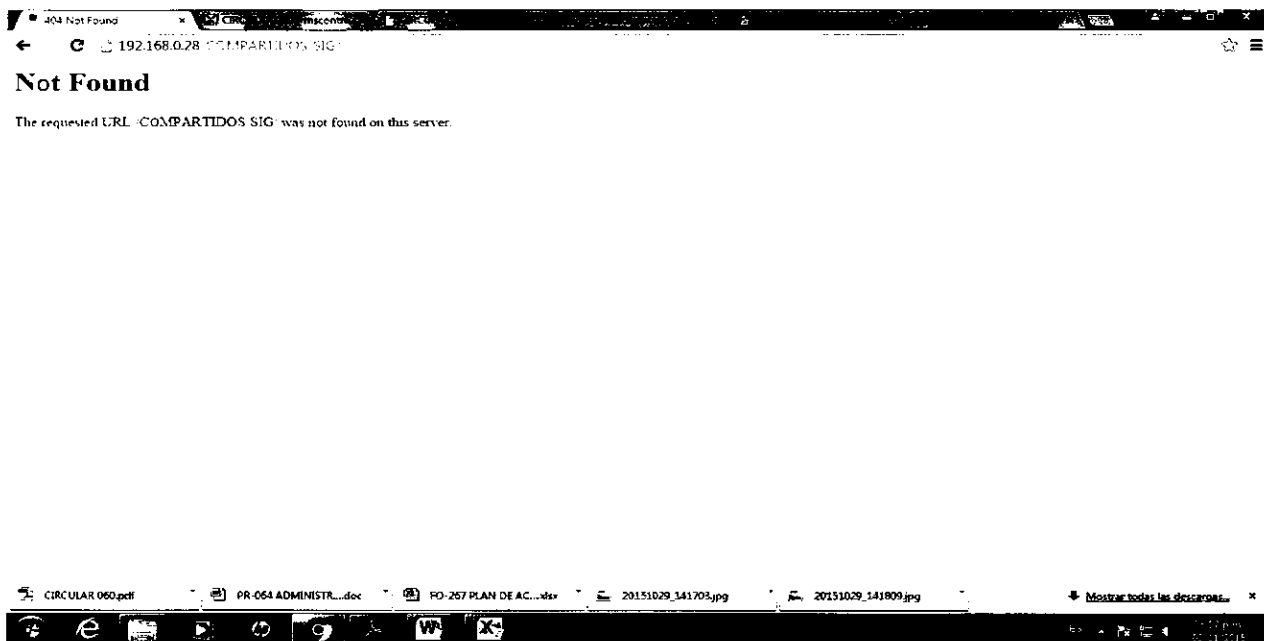 404 Not Found
192.168.0.28
Not Found
The requested URL /COMPARTIDOS SIG/ was not found on this server.
CIRCULAR 060.pdf
PR-064 ADMINISTR....doc
FO-267 PLAN DE AC....xlsx
20151029_141703.jpg
20151029_141809.jpg
Mostrar todas las descargas...